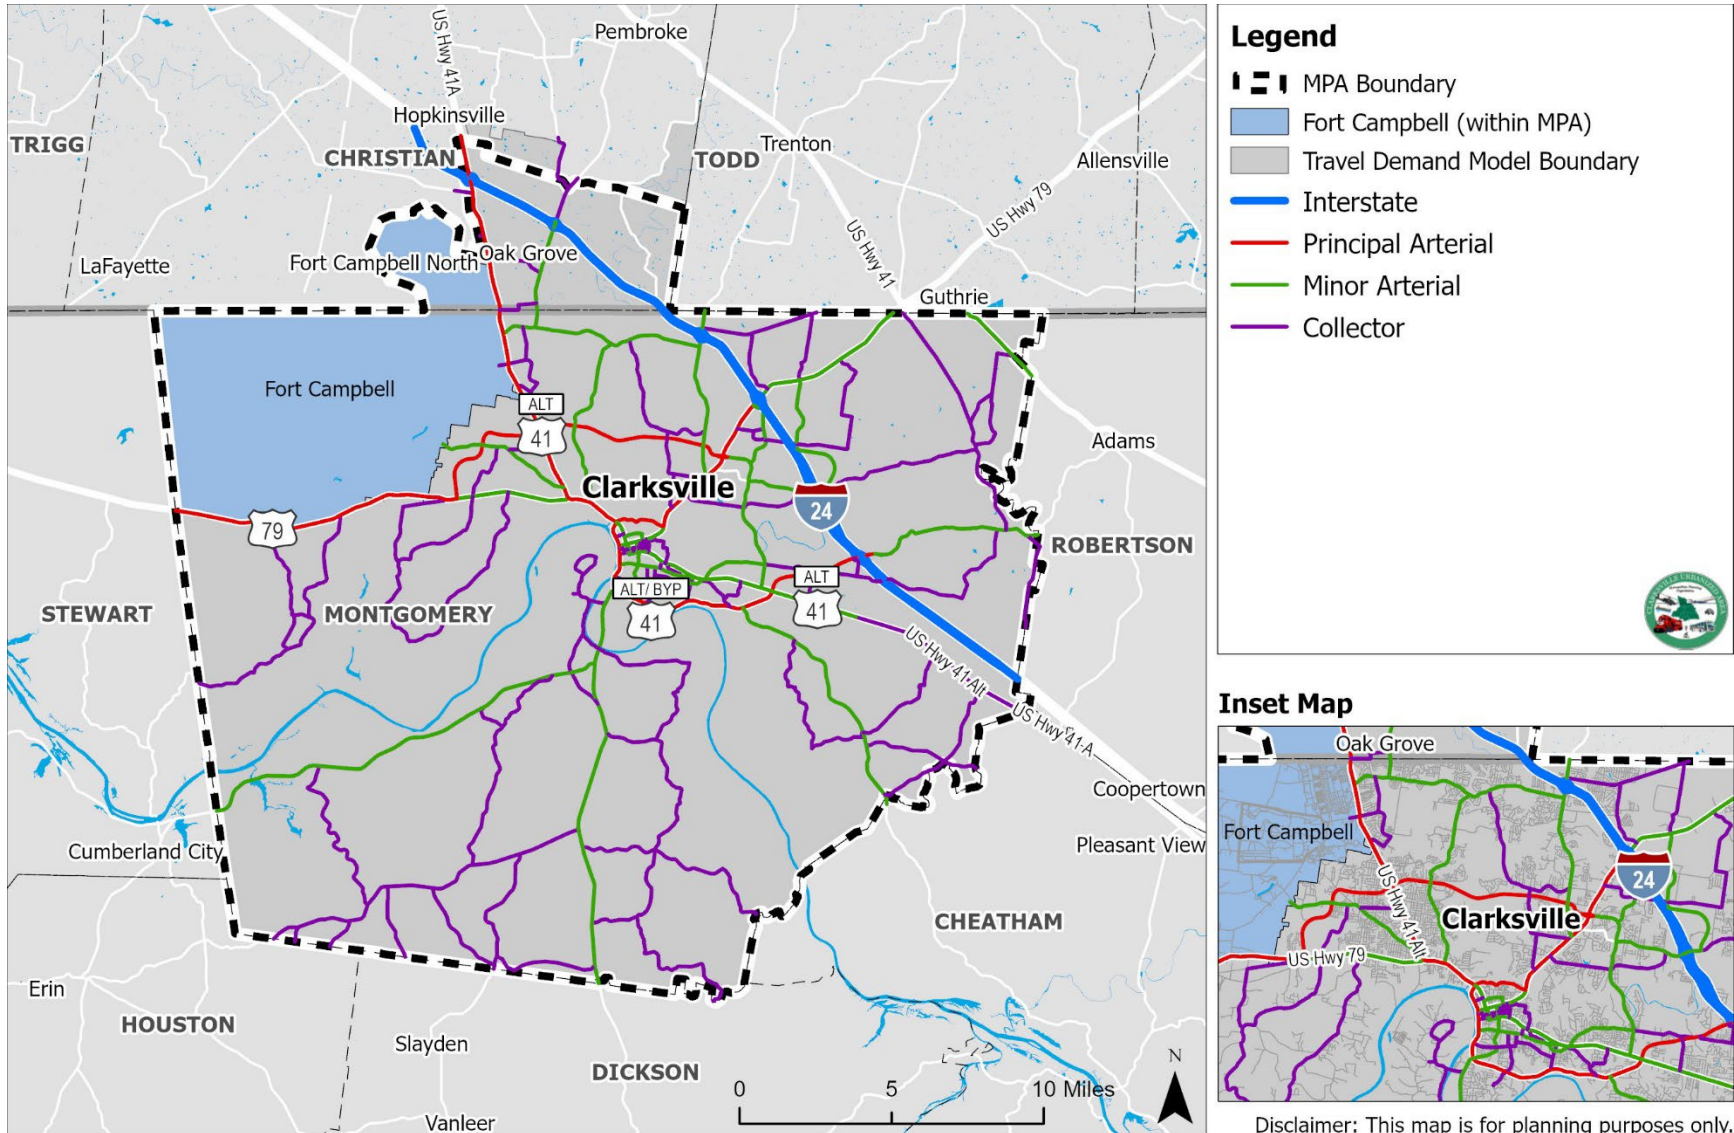 Pembroke
US Hwy 41A
Hopkinsville
TRIGG
CHRISTIAN
TODD
Trenton
Allensville
US Hwy 79
US Hwy 41
LaFayette
Fort Campbell North
Oak Grove
Guthrie
Fort Campbell
ALT
41
Adams
Clarksville
24
79
ROBERTSON
STEWART
MONTGOMERY
ALT/ BYP
41
ALT
41
US Hwy 41 Alt
US Hwy 41-A
Coopertown
Pleasant View
Cumberland City
CHEATHAM
Erin
HOUSTON
Slayden
DICKSON
Vanleer
0 5 10 Miles
N
Legend
MPA Boundary
Fort Campbell (within MPA)
Travel Demand Model Boundary
Interstate
Principal Arterial
Minor Arterial
Collector
Inset Map
Oak Grove
Fort Campbell
24
US Hwy 41 Alt
Clarksville
US Hwy 79
Disclaimer: This map is for planning purposes only.